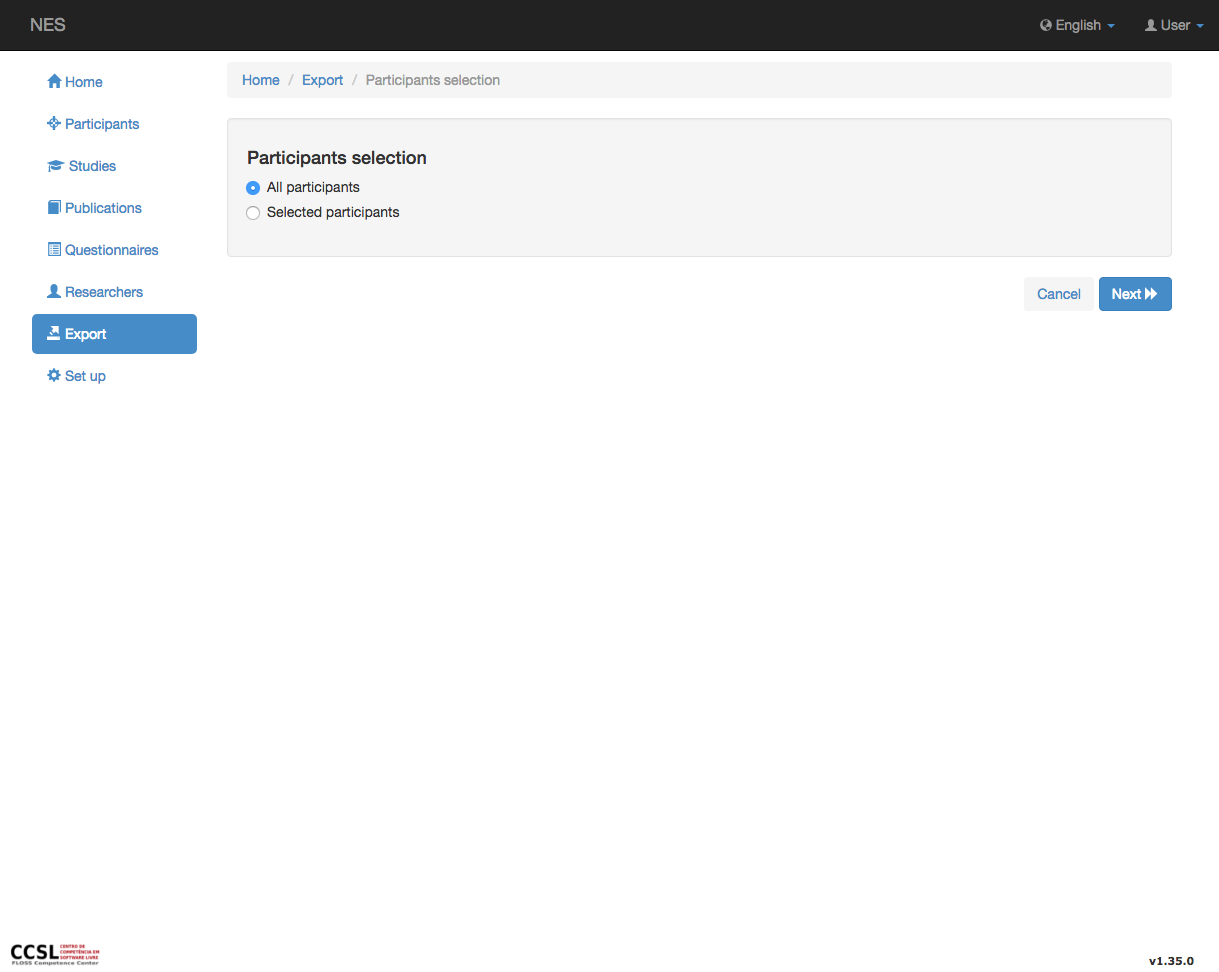 NES
English
User
Home
Participants
Studies
Publications
Questionnaires
Researchers
Export
Set up
Home / Export / Participants selection
Participants selection
All participants
Selected participants
Cancel
Next
CCSL
CENTRO DE
COMPETÊNCIA EM
SOFTWARE LIVRE
FLOSS Competence Center
v1.35.0